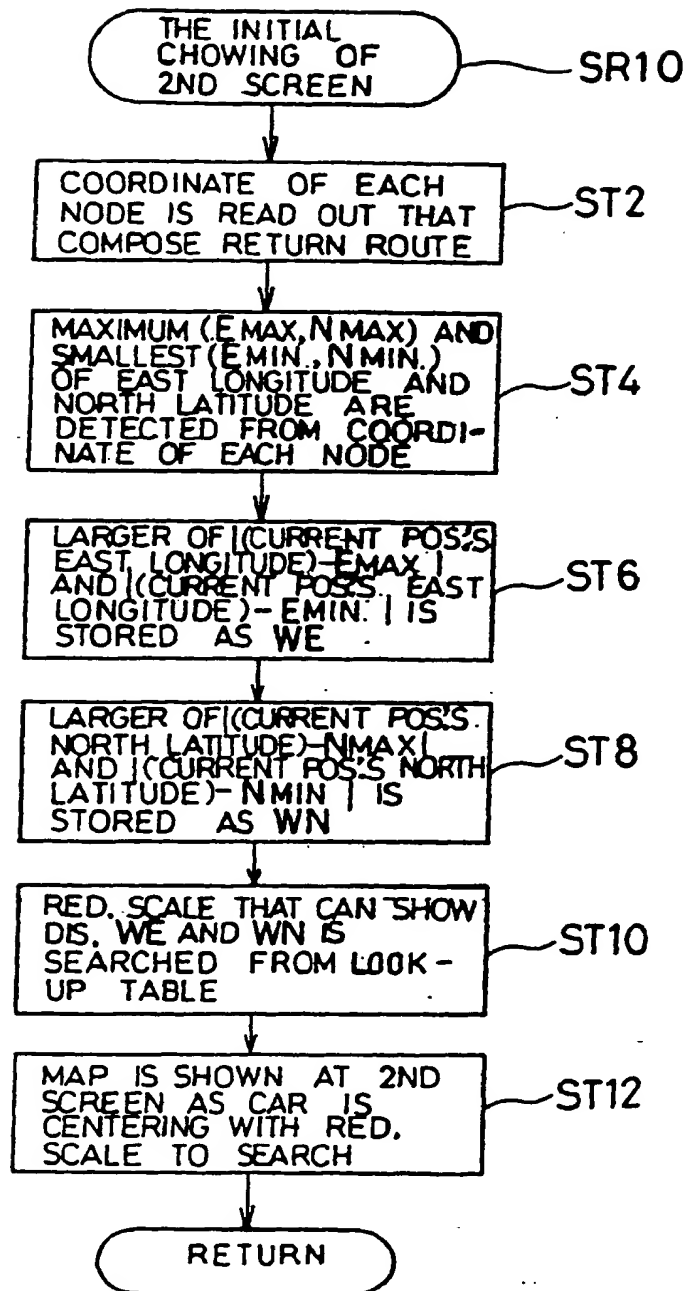 THE INITIAL
CHOWING OF
2ND SCREEN
SR10
COORDINATE OF EACH
NODE IS READ OUT THAT
COMPOSE RETURN ROUTE
ST2
MAXIMUM (EMAX, NMAX) AND
SMALLEST (EMIN., NMIN.)
OF EAST LONGITUDE AND
NORTH LATITUDE ARE
DETECTED FROM COORDI-
NATE OF EACH NODE
ST4
LARGER OF |(CURRENT POS'S.
EAST LONGITUDE)-EMAX |
AND |(CURRENT POS'S. EAST
LONGITUDE)- EMIN. | IS
STORED AS WE
ST6
LARGER OF |(CURRENT POS'S.
NORTH LATITUDE)-NMAX|
AND |(CURRENT POS'S NORTH
LATITUDE)- NMIN | IS
STORED AS WN
ST8
RED. SCALE THAT CAN SHOW
DIS. WE AND WN IS
SEARCHED FROM LOOK-
UP TABLE
ST10
MAP IS SHOWN AT 2ND
SCREEN AS CAR IS
CENTERING WITH RED.
SCALE TO SEARCH
ST12
RETURN